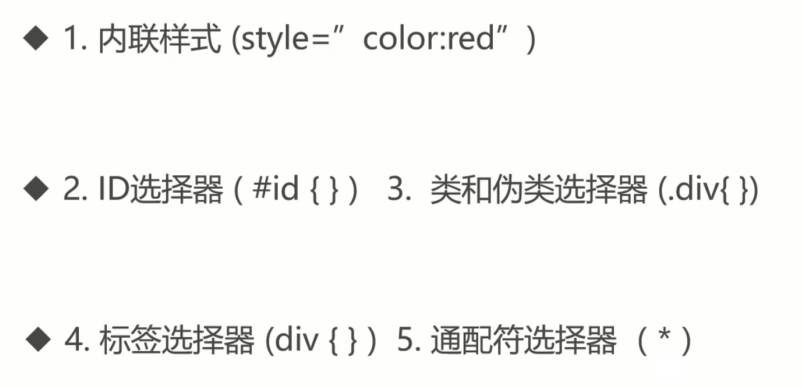 ◆ 1. 内联样式 (style=”color:red”)
◆ 2. ID选择器 ( #id { } ) 3. 类和伪类选择器 (.div{ })
◆ 4. 标签选择器 (div { } ) 5. 通配符选择器 ( * )